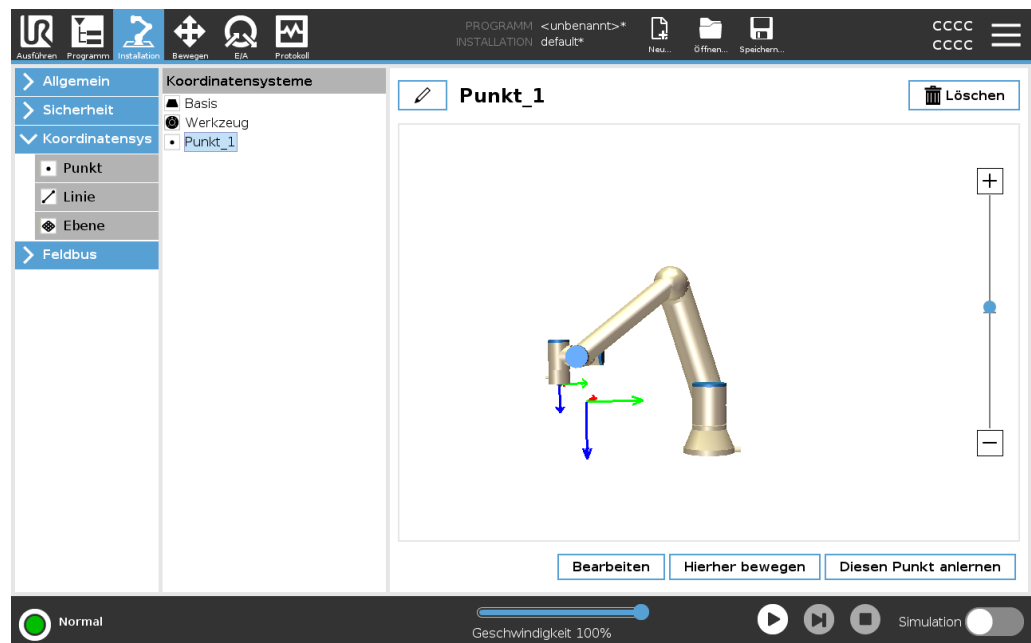 PROGRAMM <unbenannt>*
INSTALLATION default*
Neu...
Öffnen...
Speichern...
CCCC
CCCC
Ausführen
Programm
Installation
Bewegen
E/A
Protokoll
Allgemein
Sicherheit
Koordinatensys
Punkt
Linie
Ebene
Feldbus
Koordinatensysteme
Basis
Werkzeug
Punkt_1
Punkt_1
Löschen
Bearbeiten
Hierher bewegen
Diesen Punkt anlernen
Normal
Geschwindigkeit 100%
Simulation